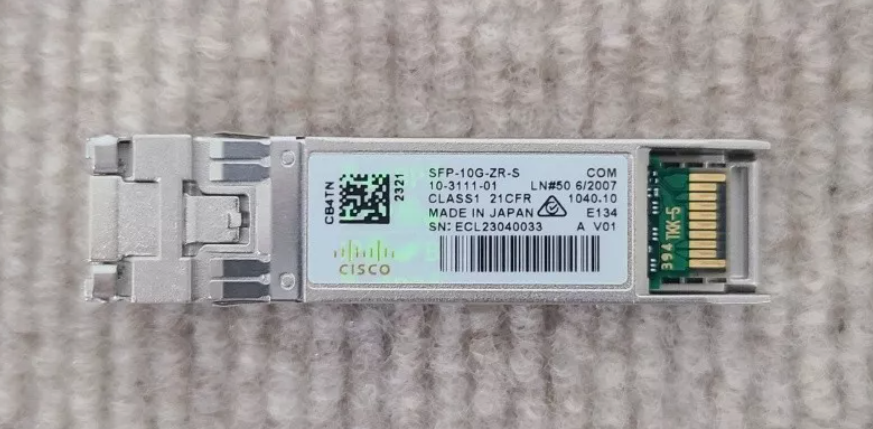 CB4TN
2321
CISCO
SFP-10G-ZR-S COM
10-3111-01 LN#50 6/2007
CLASS1 21CFR 1040.10
MADE IN JAPAN E134
SN: ECL23040033 A V01
394 TKK-5